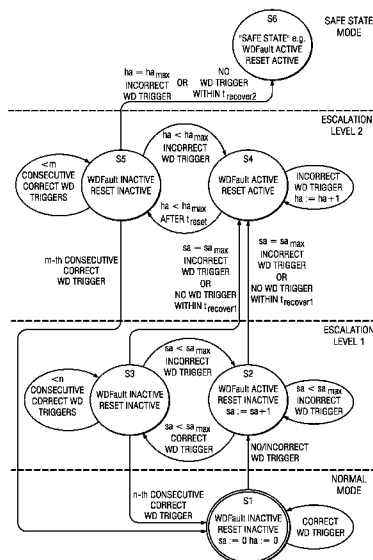 SAFE STATE
MODE
S6
"SAFE STATE" e.g.
WDFault ACTIVE
RESET ACTIVE
ha = ha max
INCORRECT
WD TRIGGER
OR
NO
WD TRIGGER
WITHIN t recover2
ESCALATION
LEVEL 2
S5
WDFault INACTIVE
RESET INACTIVE
<m
CONSECUTIVE
CORRECT WD
TRIGGERS
ha < ha max
INCORRECT
WD TRIGGER
S4
WDFault ACTIVE
RESET ACTIVE
INCORRECT
WD TRIGGER
ha := ha+1
ha < ha max
AFTER t reset
m-th CONSECUTIVE
CORRECT
WD TRIGGER
sa = sa max
INCORRECT
WD TRIGGER
OR
NO WD TRIGGER
WITHIN t recover1
sa = sa max
INCORRECT
WD TRIGGER
OR
NO WD TRIGGER
WITHIN t recover1
ESCALATION
LEVEL 1
S3
WDFault INACTIVE
RESET INACTIVE
<n
CONSECUTIVE
CORRECT WD
TRIGGERS
sa < sa max
INCORRECT
WD TRIGGER
S2
WDFault ACTIVE
RESET INACTIVE
sa := sa+1
sa < sa max
INCORRECT
WD TRIGGER
sa < sa max
CORRECT
WD TRIGGER
NO/INCORRECT
WD TRIGGER
NORMAL
MODE
n-th CONSECUTIVE
CORRECT
WD TRIGGER
S1
WDFault INACTIVE
RESET INACTIVE
sa := 0 ha := 0
CORRECT
WD TRIGGER